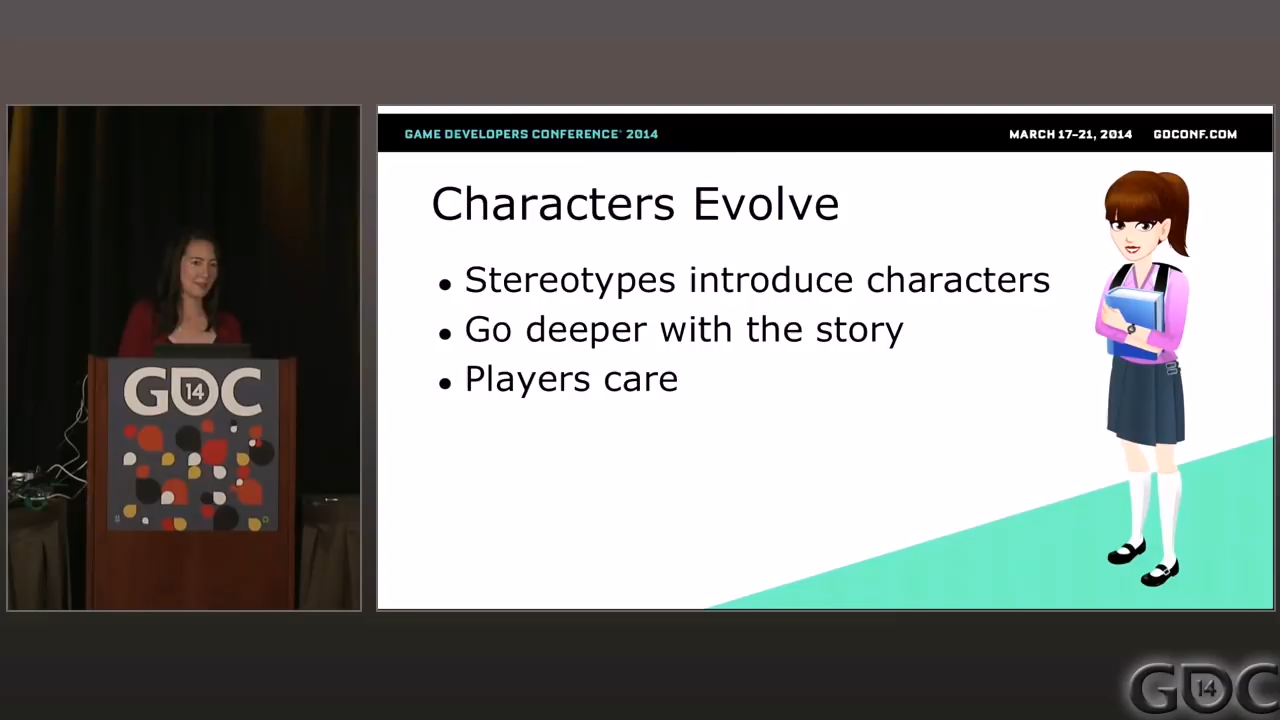 GAME DEVELOPERS CONFERENCE® 2014
MARCH 17-21, 2014 GDCONF.COM
Characters Evolve
• Stereotypes introduce characters
• Go deeper with the story
• Players care
GDC 14
GDC 14